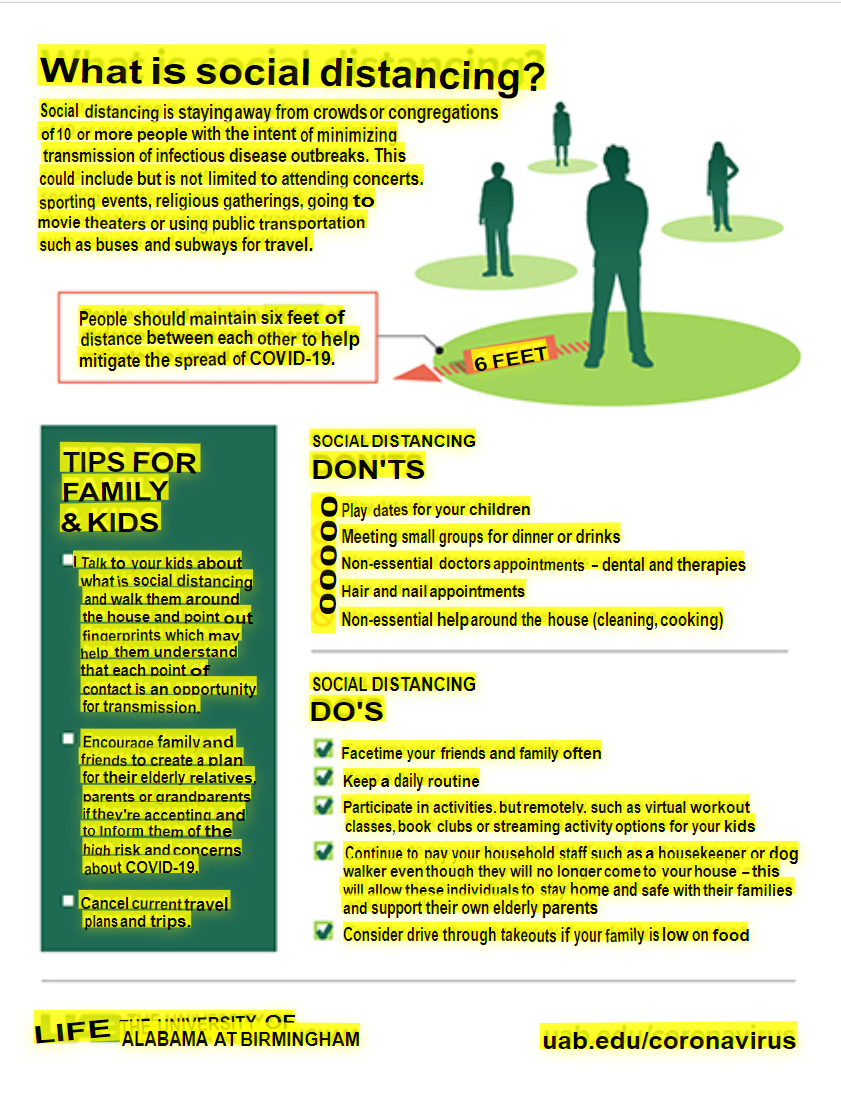 What is social distancing?
Social distancing is staying away from crowds or congregations
of 10 or more people with the intent of minimizing
transmission of infectious disease outbreaks. This
could include but is not limited to attending concerts.
sporting events, religious gatherings, going to
movie theaters or using public transportation
such as buses and subways for travel.
People should maintain six feet of
distance between each other to help
mitigate the spread of COVID-19.
6 FEET
TIPS FOR
FAMILY
& KIDS
Talk to your kids about
what is social distancing
and walk them around
the house and point out
fingerprints which may
help them understand
that each point of
contact is an opportunity
for transmission.
Encourage family and
friends to create a plan
for their elderly relatives,
parents or grandparents
if they're accepting and
to Inform them of the
high risk and concerns
about COVID-19.
Cancel current travel
plans and trips.
SOCIAL DISTANCING
DON'TS
Play dates for your children
Meeting small groups for dinner or drinks
Non-essential doctors appointments – dental and therapies
Hair and nail appointments
Non-essential help around the house (cleaning, cooking)
SOCIAL DISTANCING
DO'S
Facetime your friends and family often
Keep a daily routine
Participate in activities. but remotely. such as virtual workout
classes, book clubs or streaming activity options for your kids
Continue to pay your household staff such as a housekeeper or dog
walker even though they will no longer come to your house – this
will allow these individuals to stay home and safe with their families
and support their own elderly parents
Consider drive through takeouts if your family is low on food
LIFE THE UNIVERSITY OF
ALABAMA AT BIRMINGHAM
uab.edu/coronavirus